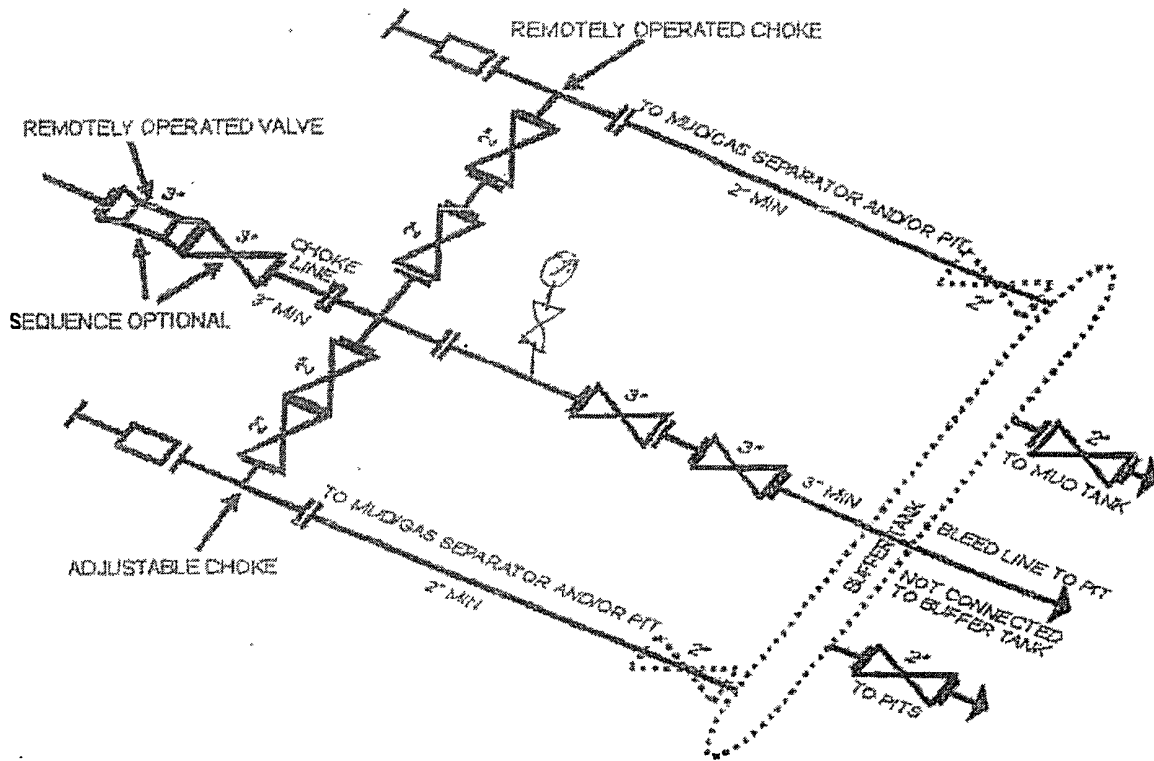 REMOTELY OPERATED CHOKE
REMOTELY OPERATED VALVE
TO MUD/GAS SEPARATOR AND/OR PIT
2" MIN
2"
2"
3"
3"
CHOKE
LINE
3" MIN
SEQUENCE OPTIONAL
2"
2"
2"
3"
3"
3" MIN
2"
TO MUD TANK
BUFFER TANK
BLEED LINE TO PIT
NOT CONNECTED
TO BUFFER TANK
ADJUSTABLE CHOKE
TO MUD/GAS SEPARATOR AND/OR PIT
2" MIN
2"
2"
TO PITS